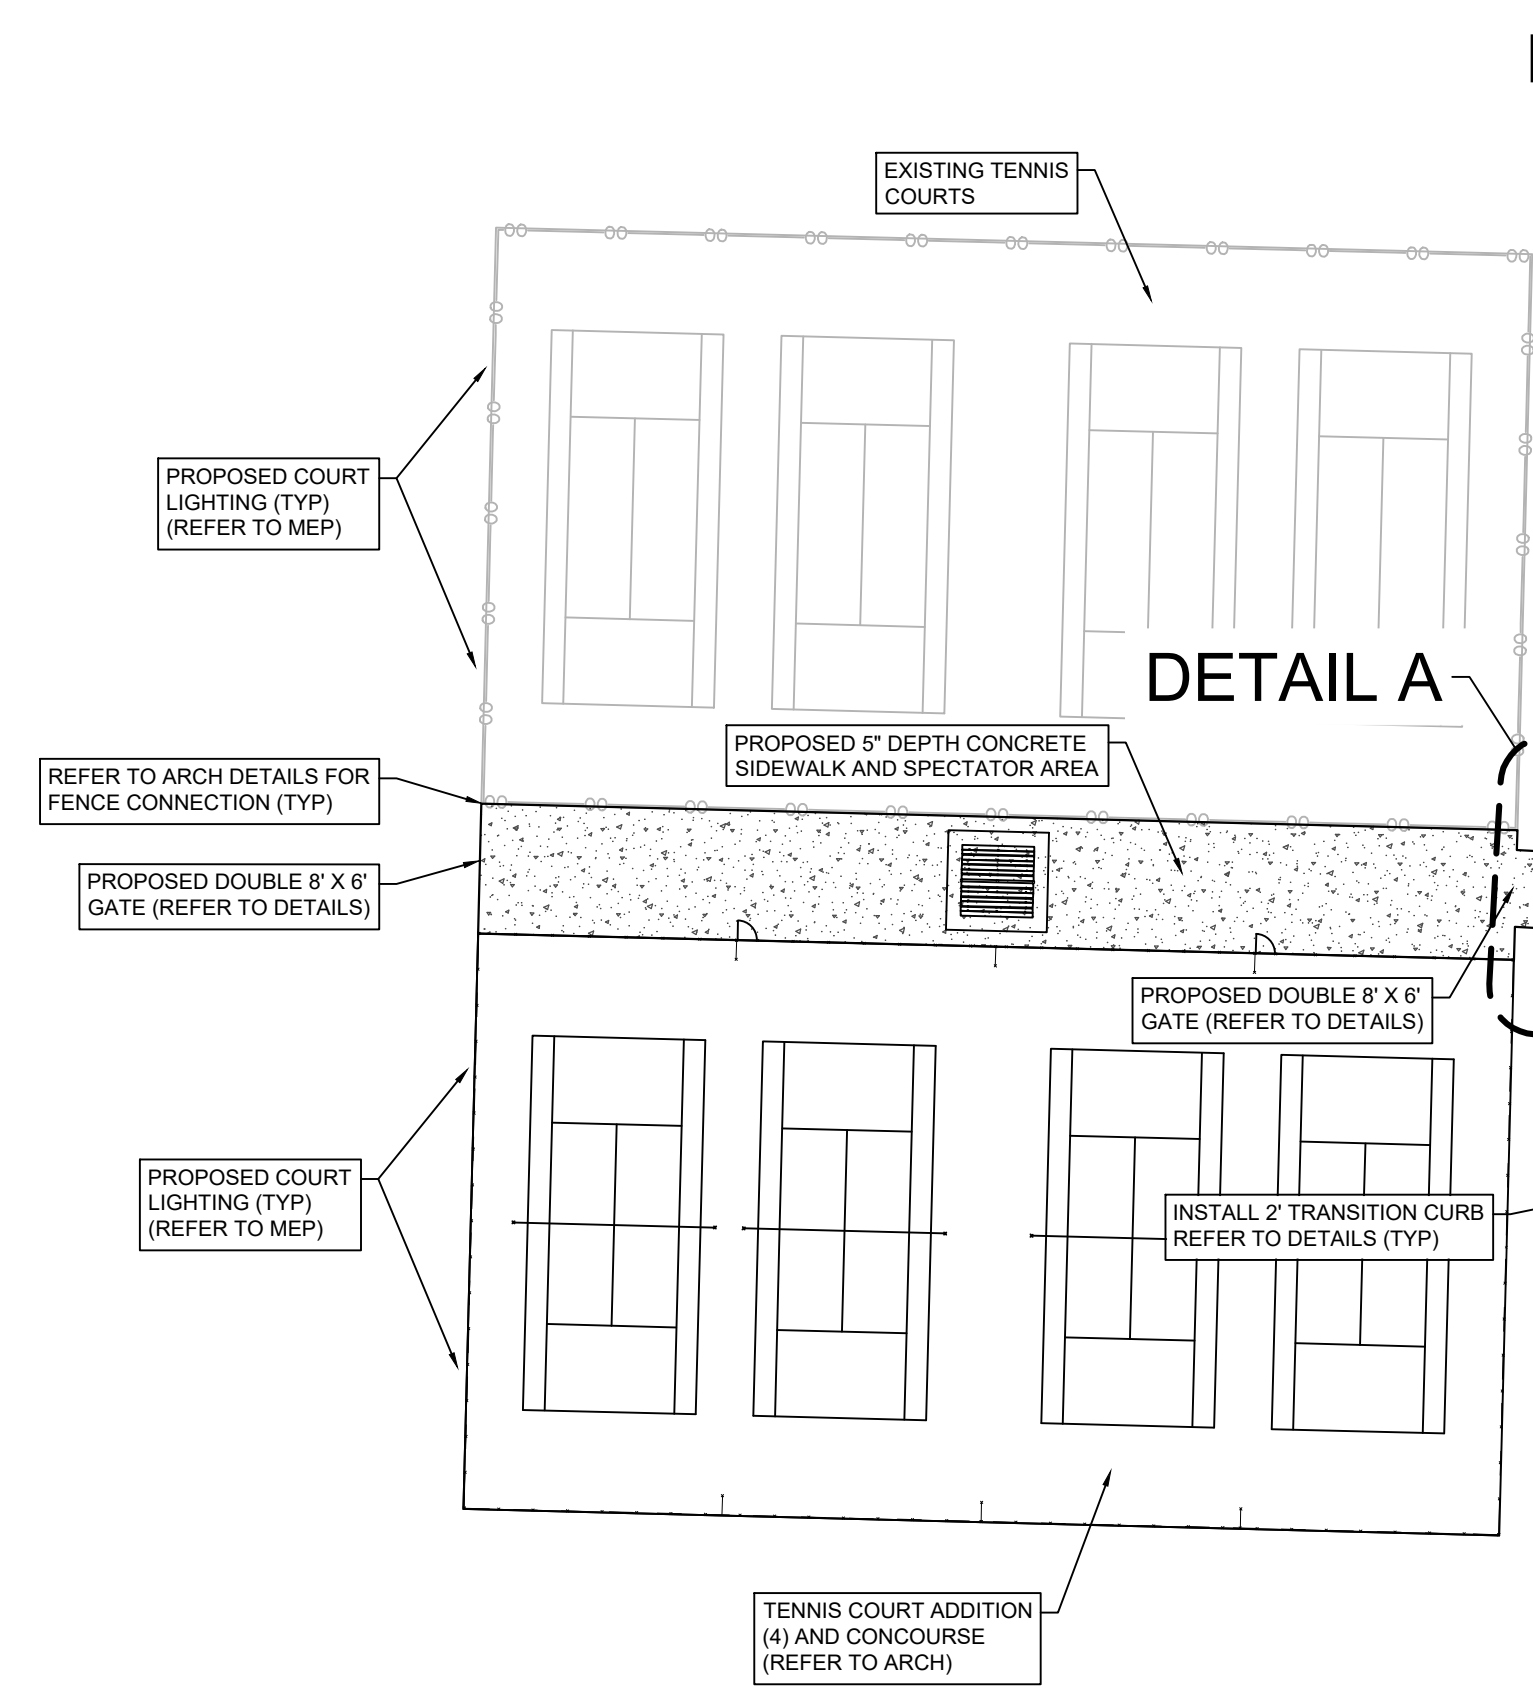 EXISTING TENNIS
COURTS
PROPOSED COURT
LIGHTING (TYP)
(REFER TO MEP)
DETAIL A
PROPOSED 5" DEPTH CONCRETE
SIDEWALK AND SPECTATOR AREA
REFER TO ARCH DETAILS FOR
FENCE CONNECTION (TYP)
PROPOSED DOUBLE 8' X 6'
GATE (REFER TO DETAILS)
PROPOSED DOUBLE 8' X 6'
GATE (REFER TO DETAILS)
PROPOSED COURT
LIGHTING (TYP)
(REFER TO MEP)
INSTALL 2' TRANSITION CURB
REFER TO DETAILS (TYP)
TENNIS COURT ADDITION
(4) AND CONCOURSE
(REFER TO ARCH)